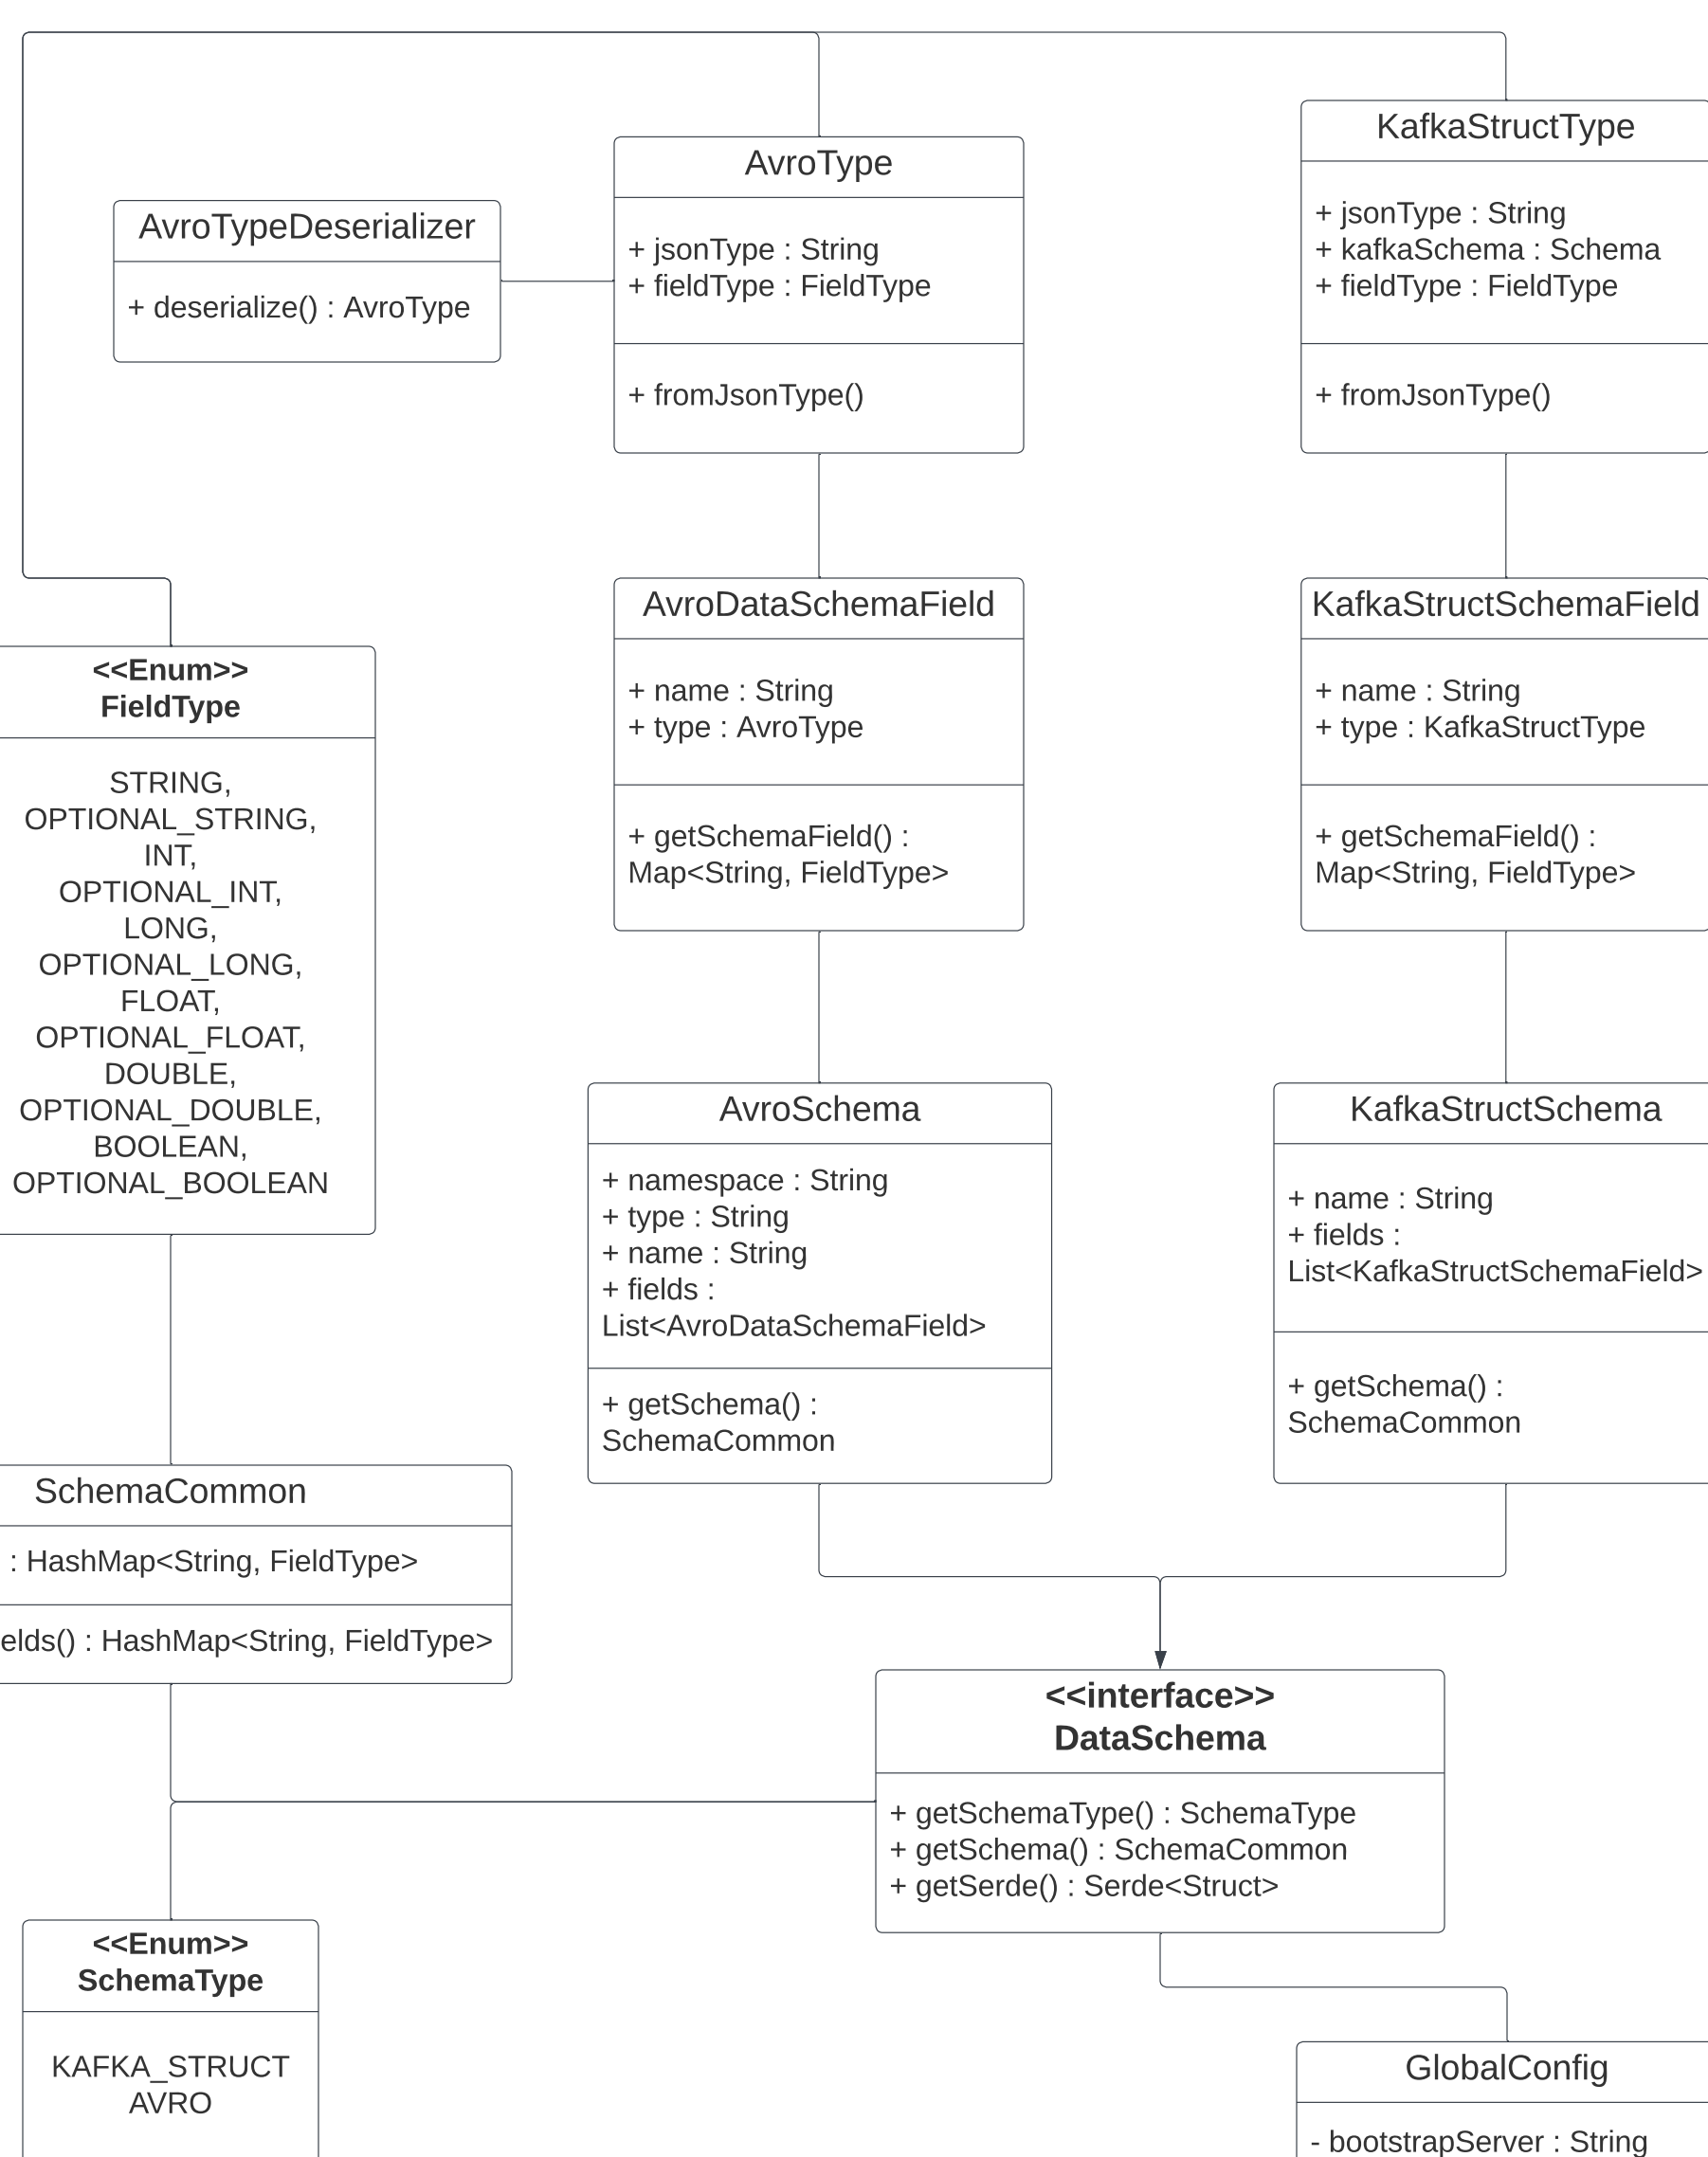 AvroTypeDeserializer
+ deserialize() : AvroType
AvroType
+ jsonType : String
+ fieldType : FieldType
+ fromJsonType()
KafkaStructType
+ jsonType : String
+ kafkaSchema : Schema
+ fieldType : FieldType
+ fromJsonType()
<<Enum>>
FieldType
STRING,
OPTIONAL_STRING,
INT,
OPTIONAL_INT,
LONG,
OPTIONAL_LONG,
FLOAT,
OPTIONAL_FLOAT,
DOUBLE,
OPTIONAL_DOUBLE,
BOOLEAN,
OPTIONAL_BOOLEAN
AvroDataSchemaField
+ name : String
+ type : AvroType
+ getSchemaField() :
Map<String, FieldType>
KafkaStructSchemaField
+ name : String
+ type : KafkaStructType
+ getSchemaField() :
Map<String, FieldType>
AvroSchema
+ namespace : String
+ type : String
+ name : String
+ fields :
List<AvroDataSchemaField>
+ getSchema() :
SchemaCommon
KafkaStructSchema
+ name : String
+ fields :
List<KafkaStructSchemaField>
+ getSchema() :
SchemaCommon
SchemaCommon
: HashMap<String, FieldType>
elds() : HashMap<String, FieldType>
<<interface>>
DataSchema
+ getSchemaType() : SchemaType
+ getSchema() : SchemaCommon
+ getSerde() : Serde<Struct>
<<Enum>>
SchemaType
KAFKA_STRUCT
AVRO
GlobalConfig
- bootstrapServer : String